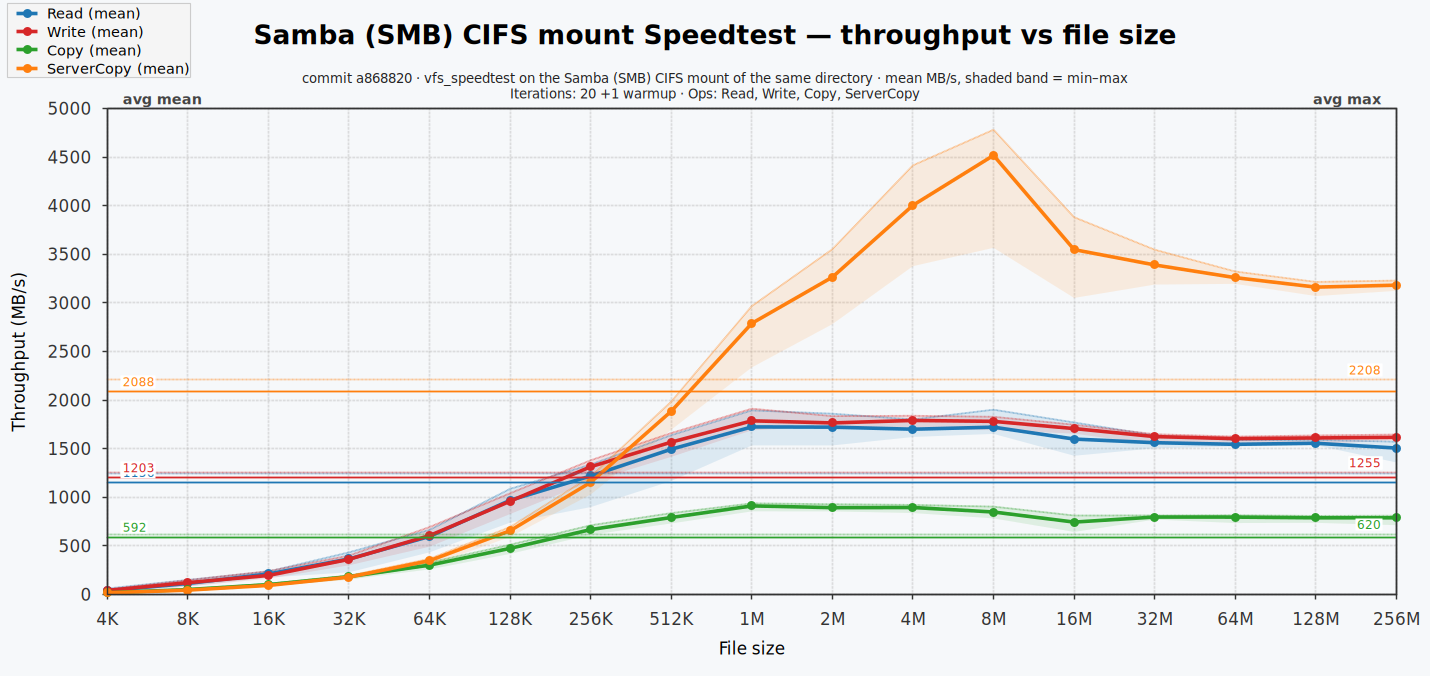 Read (mean)
Write (mean)
Copy (mean)
ServerCopy (mean)
Samba (SMB) CIFS mount Speedtest — throughput vs file size
commit a868820 · vfs_speedtest on the Samba (SMB) CIFS mount of the same directory · mean MB/s, shaded band = min–max
Iterations: 20 +1 warmup · Ops: Read, Write, Copy, ServerCopy
avg mean
avg max
5000
4500
4000
3500
3000
2500
2000
1500
1000
500
0
Throughput (MB/s)
2088
2208
1203
1255
592
620
4K 8K 16K 32K 64K 128K 256K 512K 1M 2M 4M 8M 16M 32M 64M 128M 256M
File size